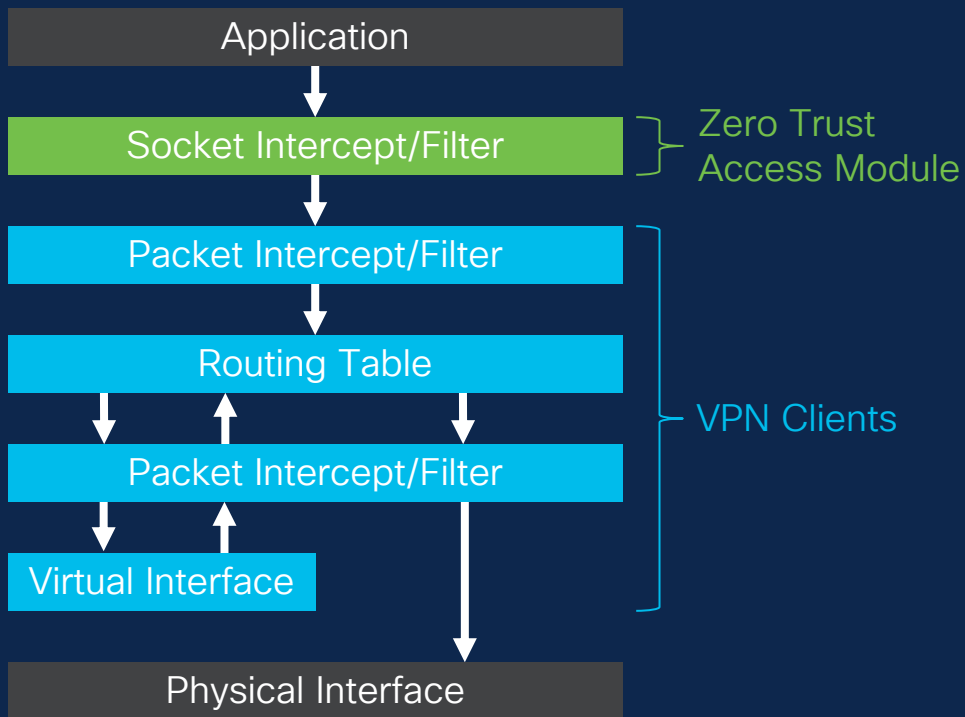 Application
Socket Intercept/Filter
Zero Trust
Access Module
Packet Intercept/Filter
Routing Table
VPN Clients
Packet Intercept/Filter
Virtual Interface
Physical Interface